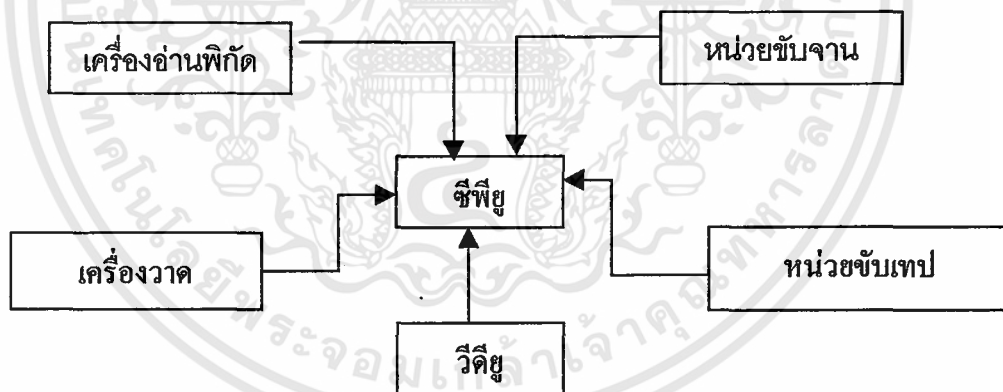 เครื่องอ่านพิกัด
หน่วยขับจาน
ซีพียู
เครื่องวาด
หน่วยขับเทป
วีดียู